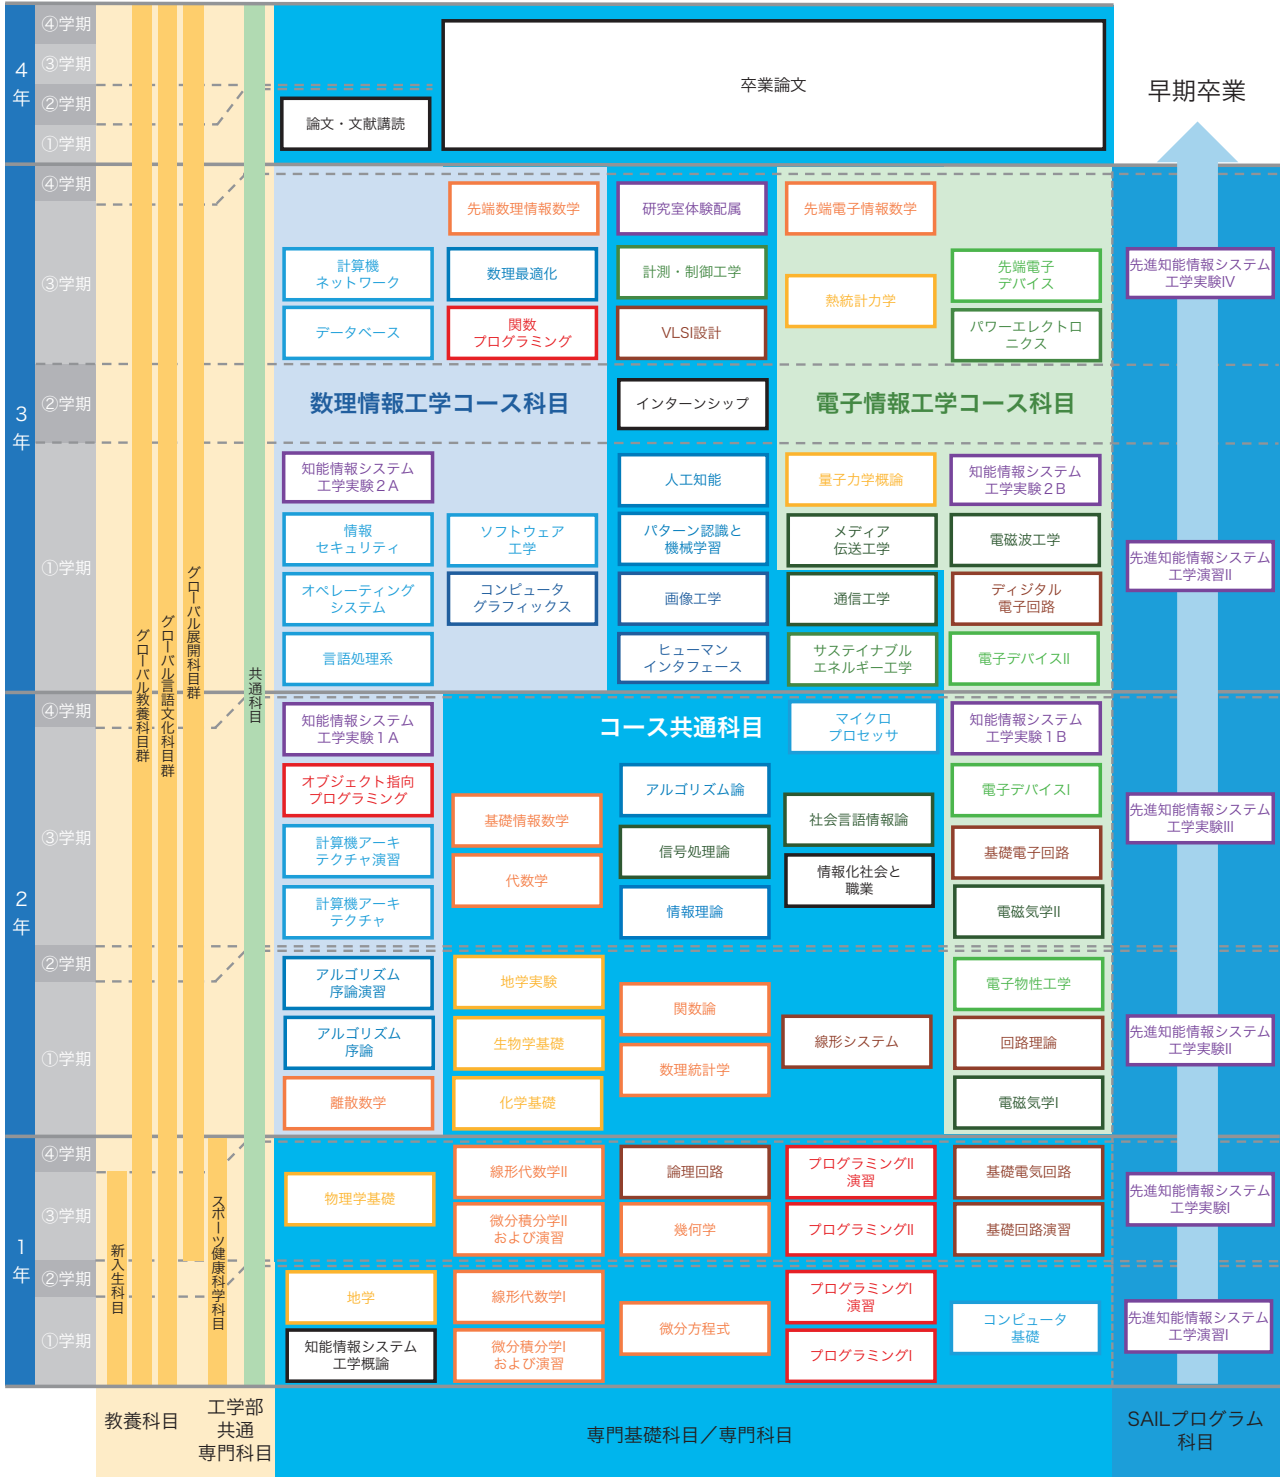 ④学期
③学期
4
年
②学期
①学期
卒業論文
論文・文献講読
早期卒業
④学期
先端数理情報数学
研究室体験配属
先端電子情報数学
③学期
計算機
ネットワーク
数理最適化
計測・制御工学
熱統計力学
先端電子
デバイス
先進知能情報システム
工学実験IV
データベース
関数
プログラミング
VLSI設計
パワーエレクトロ
ニクス
3
年
②学期
数理情報工学コース科目
インターンシップ
電子情報工学コース科目
①学期
知能情報システム
工学実験2A
人工知能
量子力学概論
知能情報システム
工学実験2B
情報
セキュリティ
ソフトウェア
工学
パターン認識と
機械学習
メディア
伝送工学
電磁波工学
先進知能情報システム
工学演習II
オペレーティング
システム
コンピュータ
グラフィックス
画像工学
通信工学
ディジタル
電子回路
言語処理系
ヒューマン
インタフェース
サステイナブル
エネルギー工学
電子デバイスII
グローバル教養科目群
グローバル言語文化科目群
グローバル展開科目群
共通科目
2
年
④学期
知能情報システム
工学実験1A
コース共通科目
マイクロ
プロセッサ
知能情報システム
工学実験1B
③学期
オブジェクト指向
プログラミング
基礎情報数学
アルゴリズム論
社会言語情報論
電子デバイスI
先進知能情報システム
工学実験III
計算機アーキ
テクチャ演習
代数学
信号処理論
情報化社会と
職業
基礎電子回路
計算機アーキ
テクチャ
情報理論
電磁気学II
②学期
アルゴリズム
序論演習
地学実験
関数論
電子物性工学
①学期
アルゴリズム
序論
生物学基礎
数理統計学
線形システム
回路理論
先進知能情報システム
工学実験II
離散数学
化学基礎
電磁気学I
1
年
④学期
③学期
物理学基礎
線形代数学II
論理回路
プログラミングII
演習
基礎電気回路
先進知能情報システム
工学実験I
微分積分学II
および演習
幾何学
プログラミングII
基礎回路演習
新入生科目
スポーツ健康科学科目
②学期
①学期
地学
線形代数学I
微分方程式
プログラミングI
演習
コンピュータ
基礎
先進知能情報システム
工学演習I
知能情報システム
工学概論
微分積分学I
および演習
プログラミングI
教養科目
工学部
共通
専門科目
専門基礎科目／専門科目
SAILプログラム
科目